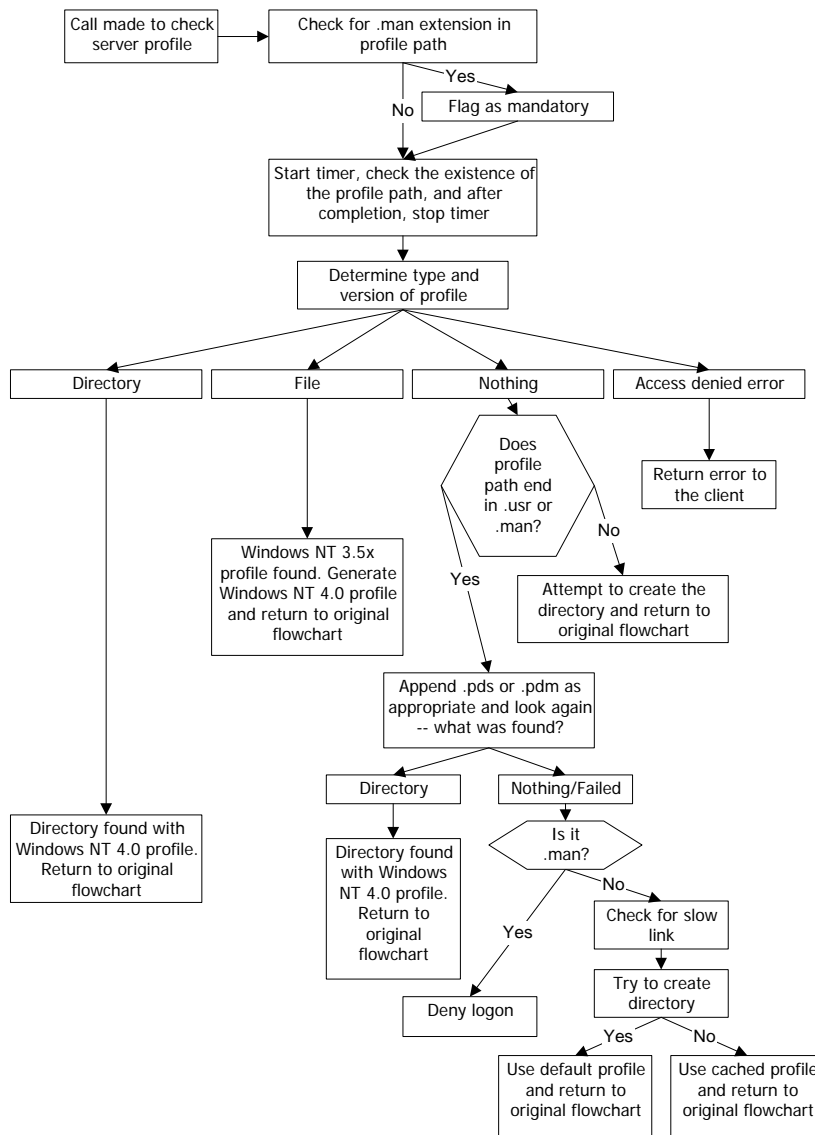 Call made to check
server profile
Check for .man extension in
profile path
Yes
No
Flag as mandatory
Start timer, check the existence of
the profile path, and after
completion, stop timer
Determine type and
version of profile
Directory
File
Nothing
Access denied error
Does
profile
path end
in .usr or
.man?
Return error to
the client
No
Yes
Windows NT 3.5x
profile found. Generate
Windows NT 4.0 profile
and return to original
flowchart
Attempt to create the
directory and return to
original flowchart
Append .pds or .pdm as
appropriate and look again
-- what was found?
Directory
Nothing/Failed
Directory found with
Windows NT 4.0 profile.
Return to original
flowchart
Directory found
with Windows
NT 4.0 profile.
Return to
original
flowchart
Is it
.man?
No
Yes
Check for slow
link
Deny logon
Try to create
directory
Yes
No
Use default profile
and return to
original flowchart
Use cached profile
and return to
original flowchart